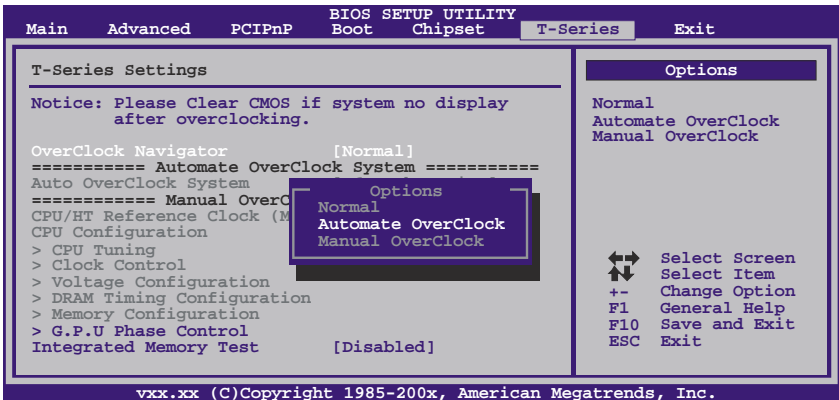 BIOS SETUP UTILITY
Main Advanced PCIPnP Boot Chipset T-Series Exit
T-Series Settings
Notice: Please Clear CMOS if system no display
after overclocking.
OverClock Navigator [Normal]
=========== Automate OverClock System ===========
Auto OverClock System
============ Manual OverC
CPU/HT Reference Clock (M
CPU Configuration
> CPU Tuning
> Clock Control
> Voltage Configuration
> DRAM Timing Configuration
> Memory Configuration
> G.P.U Phase Control
Integrated Memory Test [Disabled]
Options
Normal
Automate OverClock
Manual OverClock
Options
Normal
Automate OverClock
Manual OverClock
Select Screen
Select Item
+- Change Option
F1 General Help
F10 Save and Exit
ESC Exit
vxx.xx (C)Copyright 1985-200x, American Megatrends, Inc.